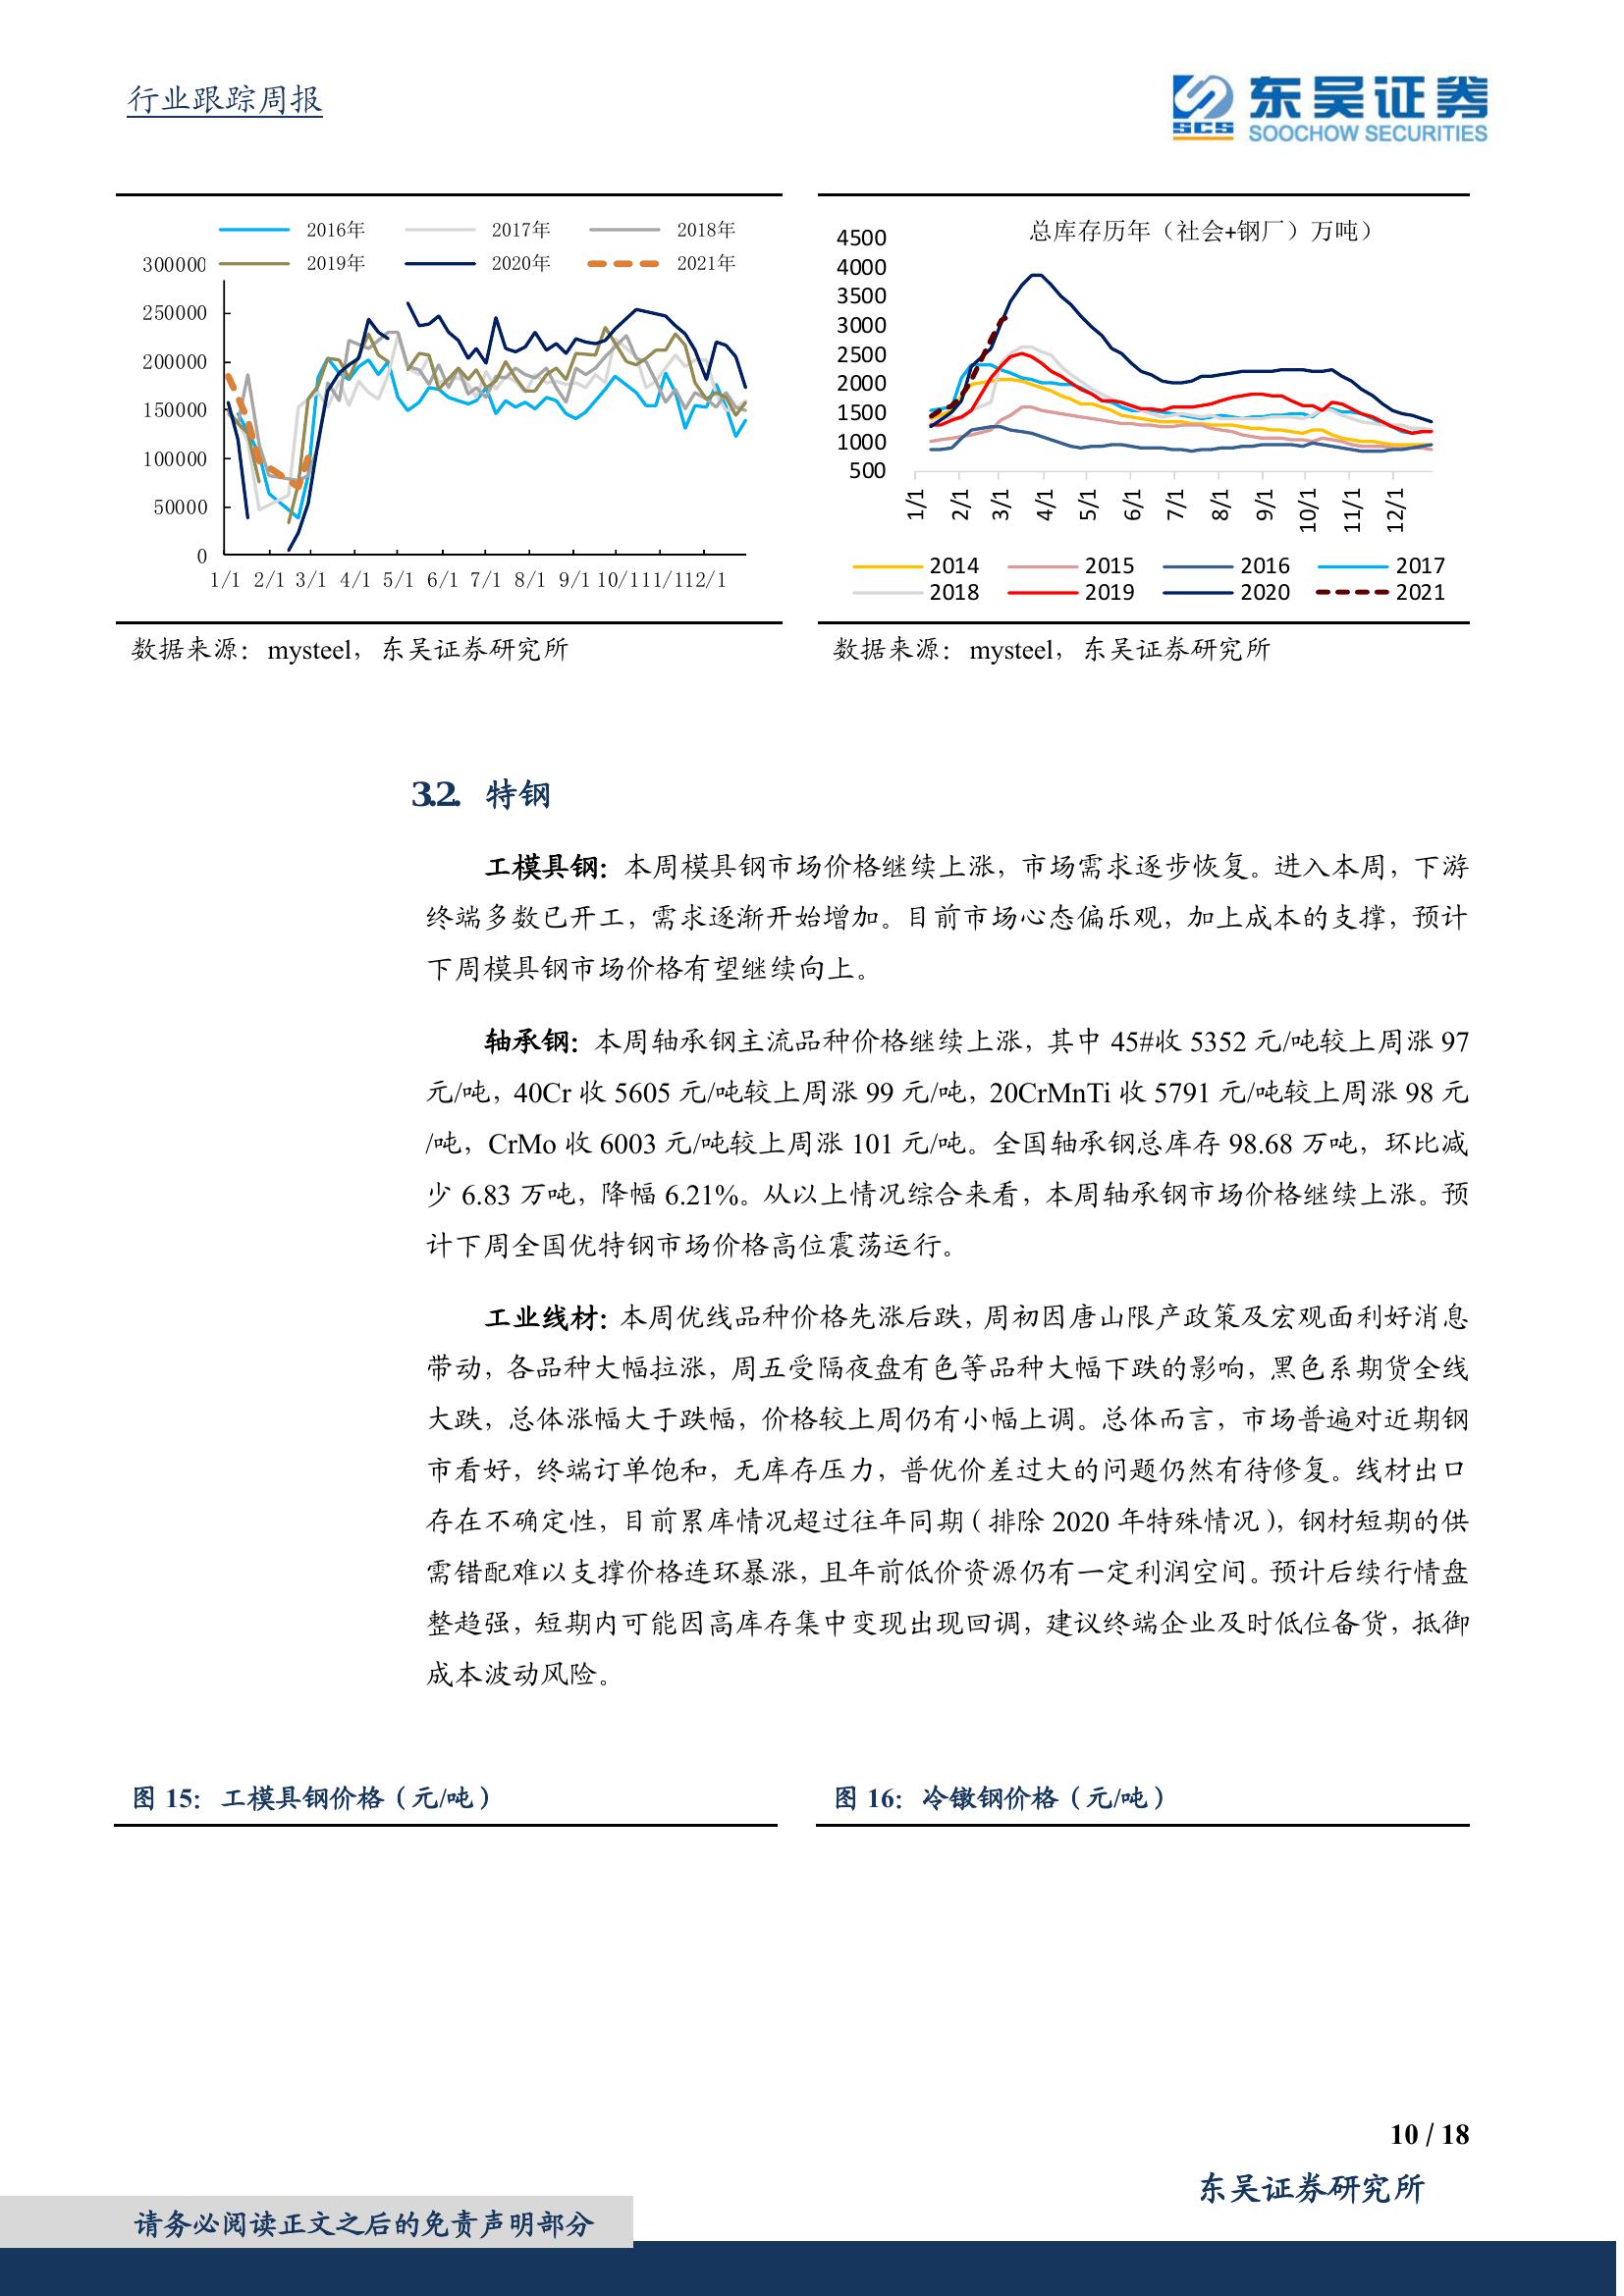 行业跟踪周报
SCS 东吴证券
SOOCHOW SECURITIES
2016年 2017年 2018年
2019年 2020年 2021年
300000
250000
200000
150000
100000
50000
0
1/1 2/1 3/1 4/1 5/1 6/1 7/1 8/1 9/1 10/1 11/1 12/1
总库存历年（社会+钢厂）万吨）
4500
4000
3500
3000
2500
2000
1500
1000
500
1/1 2/1 3/1 4/1 5/1 6/1 7/1 8/1 9/1 10/1 11/1 12/1
2014 2015 2016 2017
2018 2019 2020 2021
数据来源：mysteel，东吴证券研究所
数据来源：mysteel，东吴证券研究所
3.2. 特钢
工模具钢：本周模具钢市场价格继续上涨，市场需求逐步恢复。进入本周，下游
终端多数已开工，需求逐渐开始增加。目前市场心态偏乐观，加上成本的支撑，预计
下周模具钢市场价格有望继续向上。
轴承钢：本周轴承钢主流品种价格继续上涨，其中 45#收 5352 元/吨较上周涨 97
元/吨，40Cr 收 5605 元/吨较上周涨 99 元/吨，20CrMnTi 收 5791 元/吨较上周涨 98 元
/吨，CrMo 收 6003 元/吨较上周涨 101 元/吨。全国轴承钢总库存 98.68 万吨，环比减
少 6.83 万吨，降幅 6.21%。从以上情况综合来看，本周轴承钢市场价格继续上涨。预
计下周全国优特钢市场价格高位震荡运行。
工业线材：本周优线品种价格先涨后跌，周初因唐山限产政策及宏观面利好消息
带动，各品种大幅拉涨，周五受隔夜盘有色等品种大幅下跌的影响，黑色系期货全线
大跌，总体涨幅大于跌幅，价格较上周仍有小幅上调。总体而言，市场普遍对近期钢
市看好，终端订单饱和，无库存压力，普优价差过大的问题仍然有待修复。线材出口
存在不确定性，目前累库情况超过往年同期（排除 2020 年特殊情况），钢材短期的供
需错配难以支撑价格连环暴涨，且年前低价资源仍有一定利润空间。预计后续行情盘
整趋强，短期内可能因高库存集中变现出现回调，建议终端企业及时低位备货，抵御
成本波动风险。
图 15： 工模具钢价格（元/吨）
图 16： 冷镦钢价格（元/吨）
10 / 18
东吴证券研究所
请务必阅读正文之后的免责声明部分